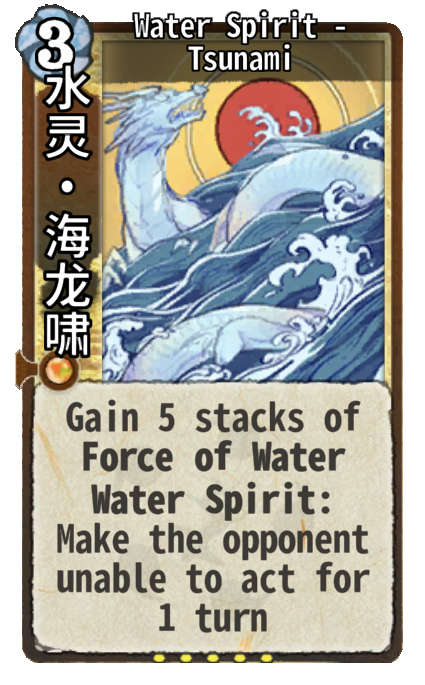 3
Water Spirit -
Tsunami
水灵·海龙啸
Gain 5 stacks of
Force of Water
Water Spirit:
Make the opponent
unable to act for
1 turn